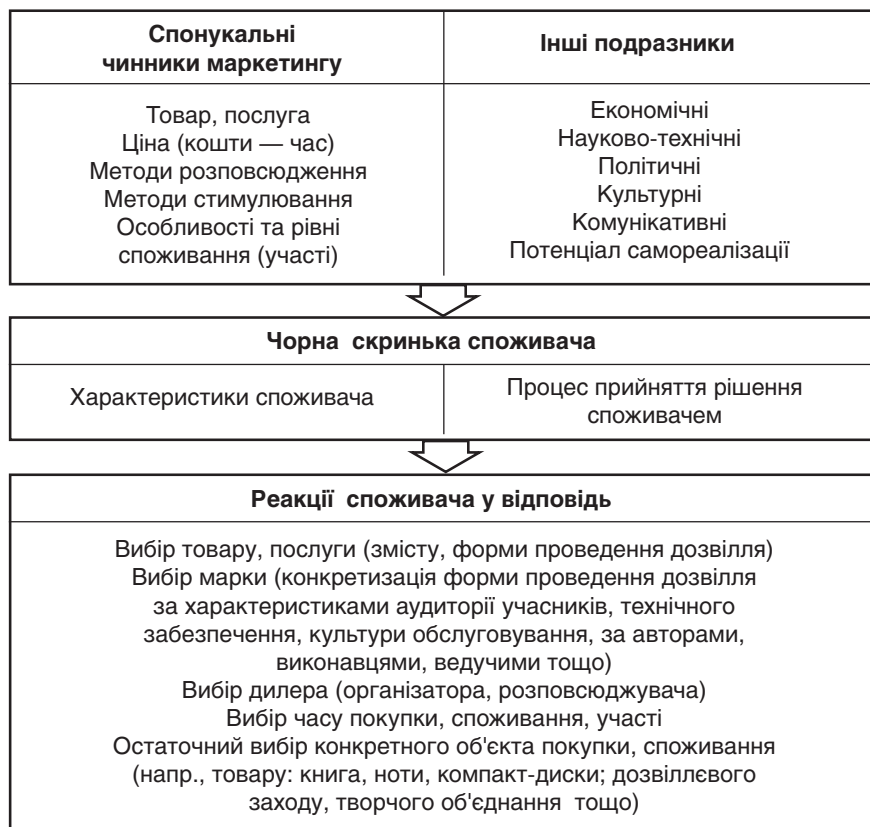 Спонукальні
чинники маркетингу
Інші подразники
Товар, послуга
Ціна (кошти — час)
Методи розповсюдження
Методи стимулювання
Особливості та рівні
споживання (участі)
Економічні
Науково-технічні
Політичні
Культурні
Комунікативні
Потенціал самореалізації
Чорна скринька споживача
Характеристики споживача
Процес прийняття рішення
споживачем
Реакції споживача у відповідь
Вибір товару, послуги (змісту, форми проведення дозвілля)
Вибір марки (конкретизація форми проведення дозвілля
за характеристиками аудиторії учасників, технічного
забезпечення, культури обслуговування, за авторами,
виконавцями, ведучими тощо)
Вибір дилера (організатора, розповсюджувача)
Вибір часу покупки, споживання, участі
Остаточний вибір конкретного об'єкта покупки, споживання
(напр., товару: книга, ноти, компакт-диски; дозвіллєвого
заходу, творчого об'єднання тощо)